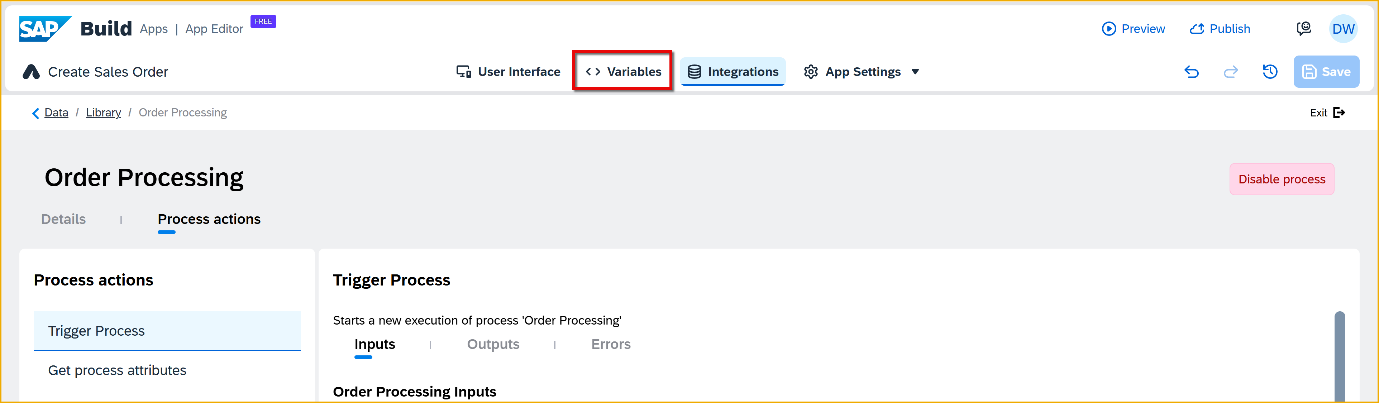 SAP Build Apps | App Editor FREE Preview Publish DW
Create Sales Order User Interface <> Variables Integrations App Settings Save
Data / Library / Order Processing Exit
Order Processing Disable process
Details | Process actions
Process actions
Trigger Process
Get process attributes
Trigger Process
Starts a new execution of process 'Order Processing'
Inputs | Outputs | Errors
Order Processing Inputs